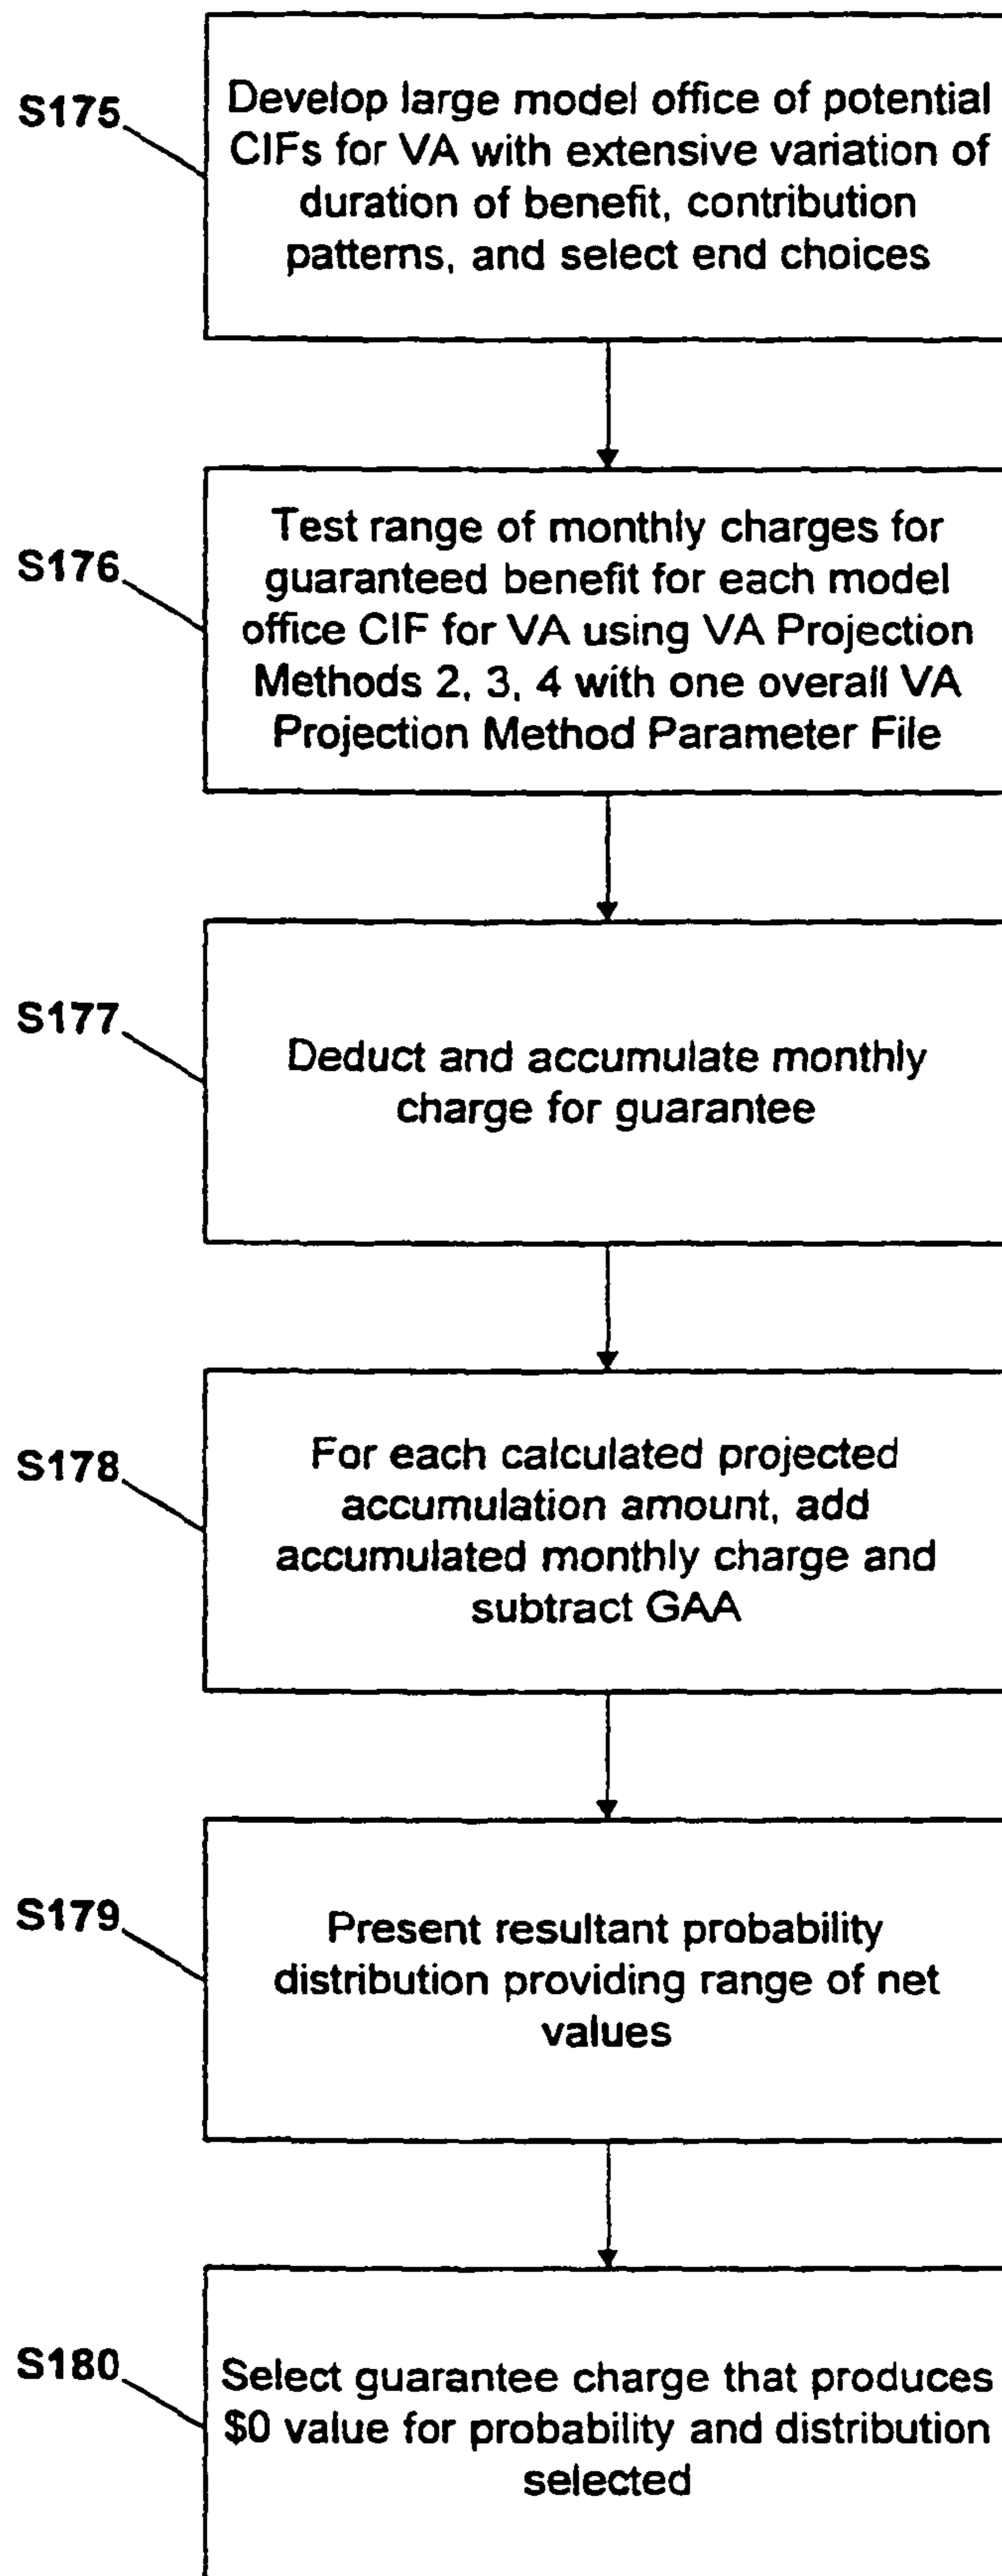 S175
Develop large model office of potential
CIFs for VA with extensive variation of
duration of benefit, contribution
patterns, and select end choices
S176
Test range of monthly charges for
guaranteed benefit for each model
office CIF for VA using VA Projection
Methods 2, 3, 4 with one overall VA
Projection Method Parameter File
S177
Deduct and accumulate monthly
charge for guarantee
S178
For each calculated projected
accumulation amount, add
accumulated monthly charge and
subtract GAA
S179
Present resultant probability
distribution providing range of net
values
S180
Select guarantee charge that produces
$0 value for probability and distribution
selected